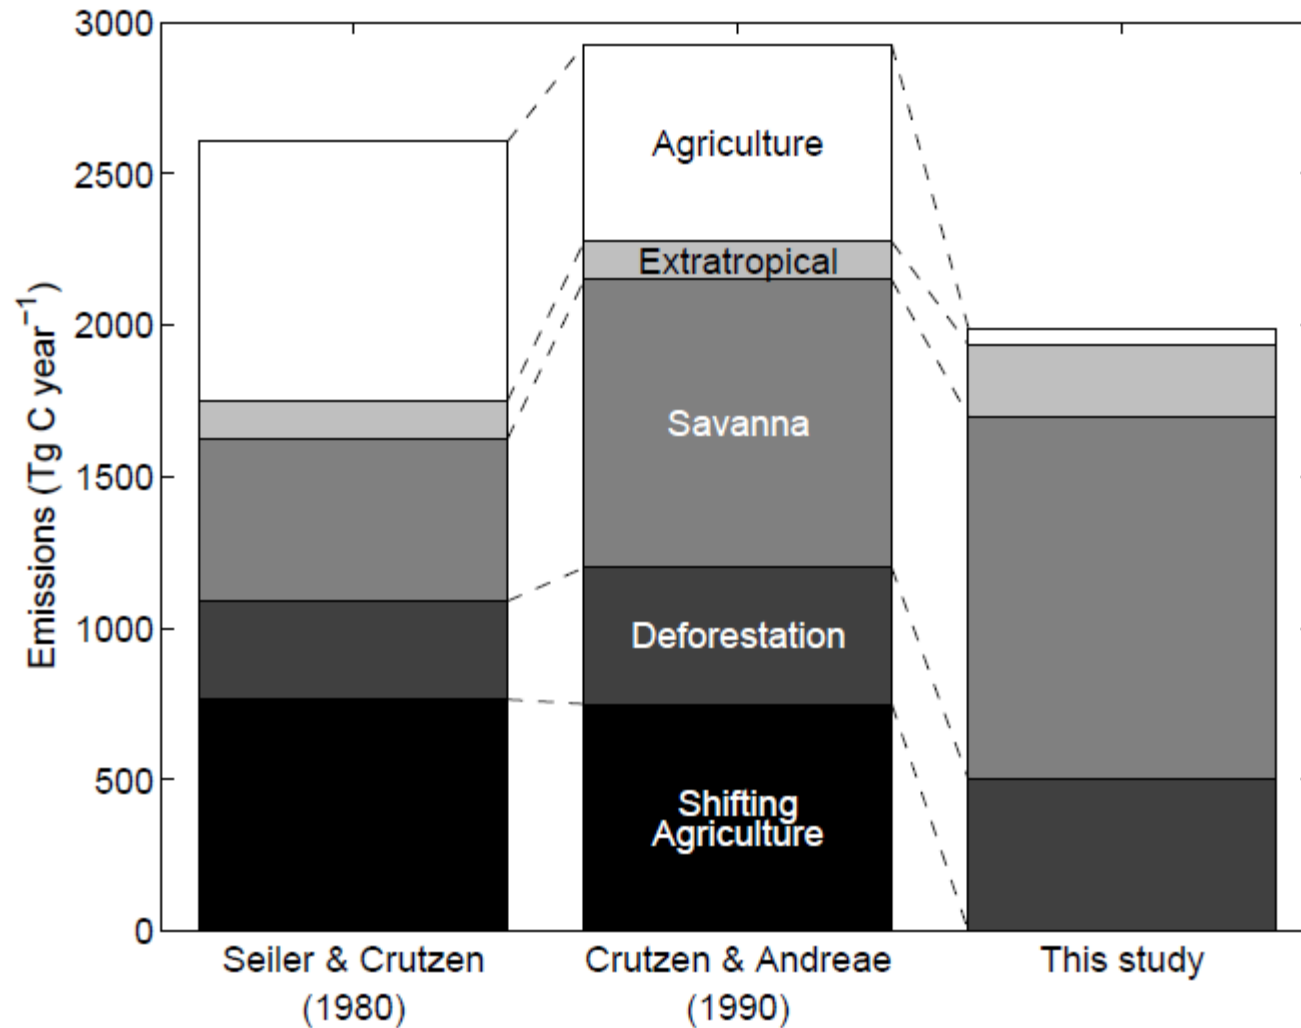 3000
2500
2000
1500
1000
500
0
Emissions (Tg C year⁻¹)
Agriculture
Extratropical
Savanna
Deforestation
Shifting
Agriculture
Seiler & Crutzen
(1980)
Crutzen & Andreae
(1990)
This study